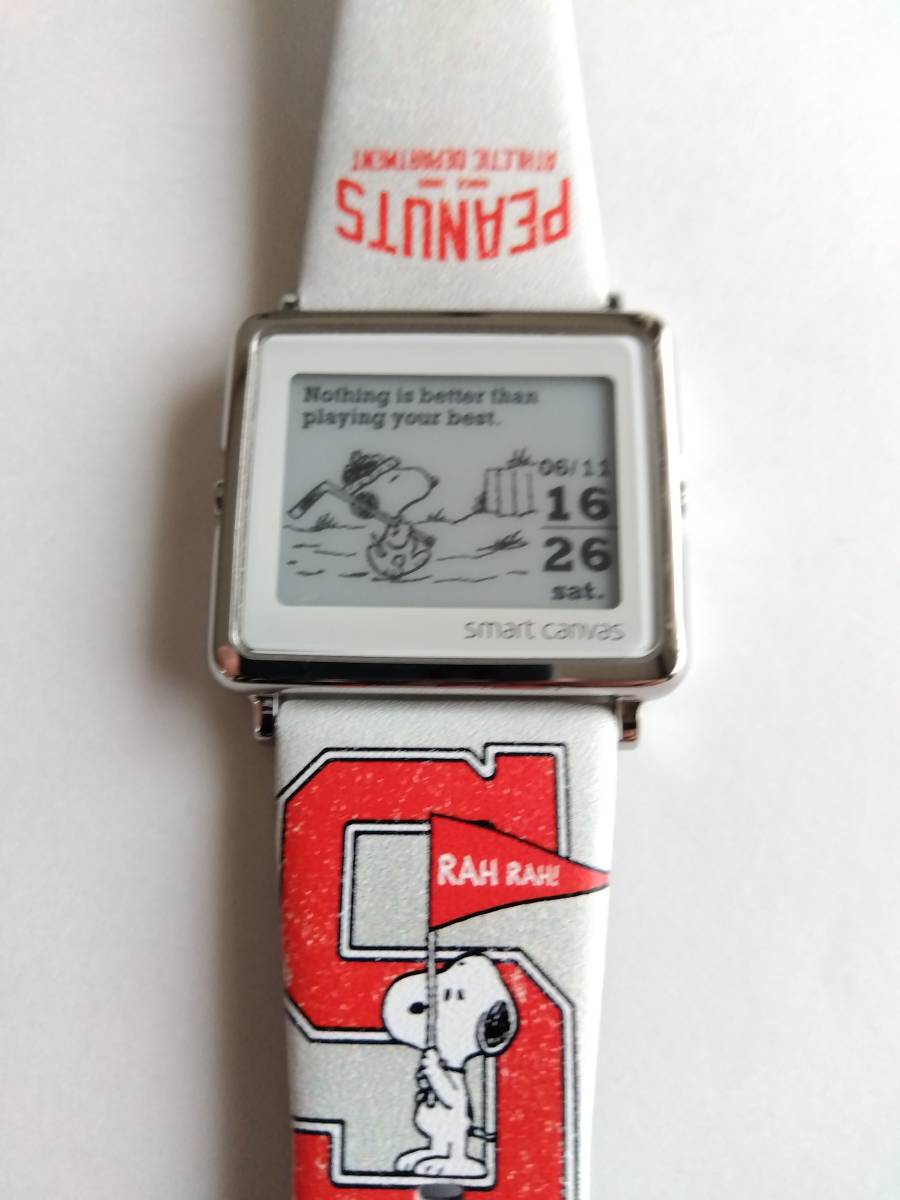 PEANUTS
ATHLETIC DEPARTMENT
Nothing is better than
playing your best.
06/11
16
26
sat.
smart canvas
RAH RAH!